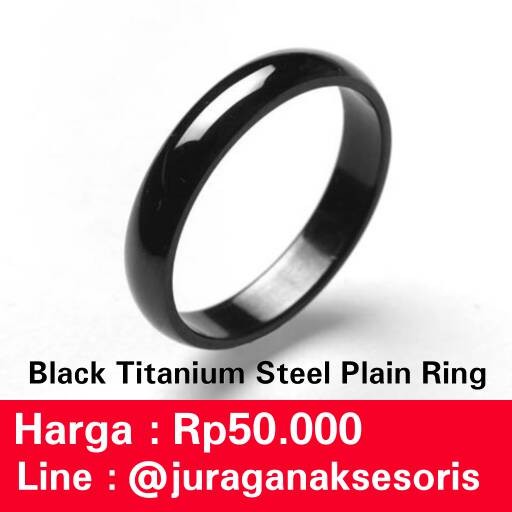 Black Titanium Steel Plain Ring
Harga : Rp50.000
Line : @juraganaksesoris